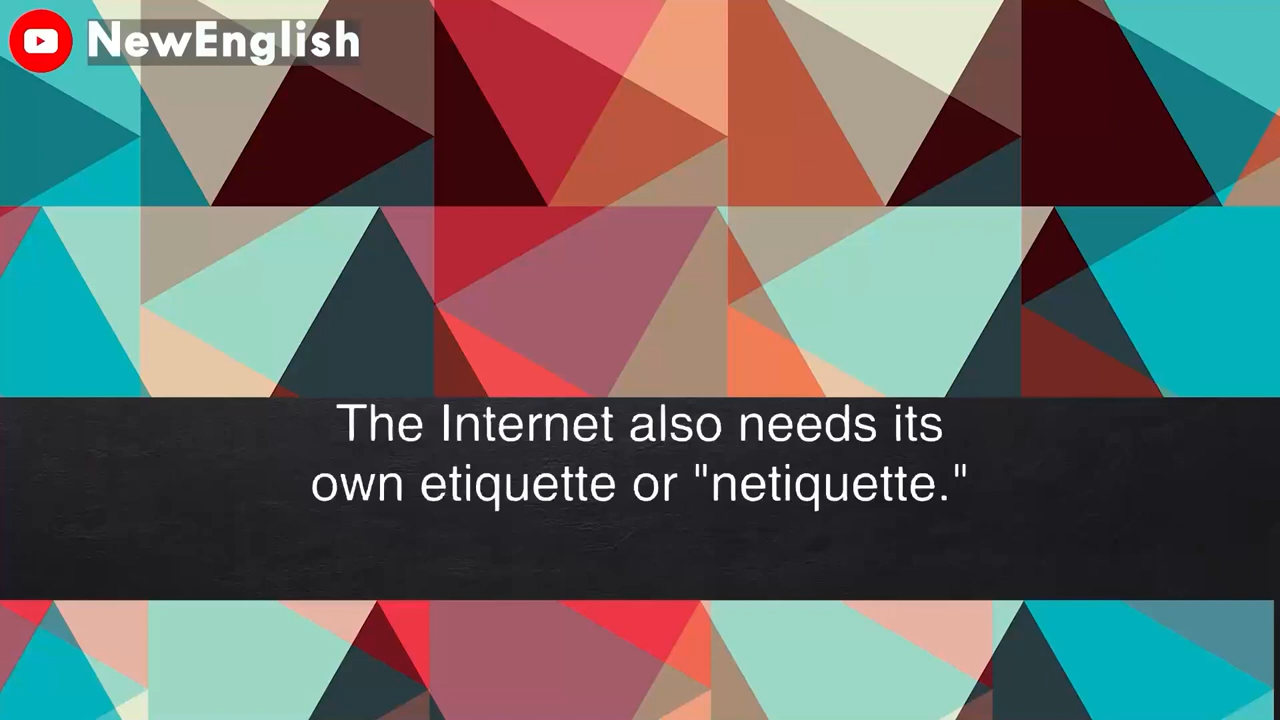 NewEnglish
The Internet also needs its
own etiquette or "netiquette."